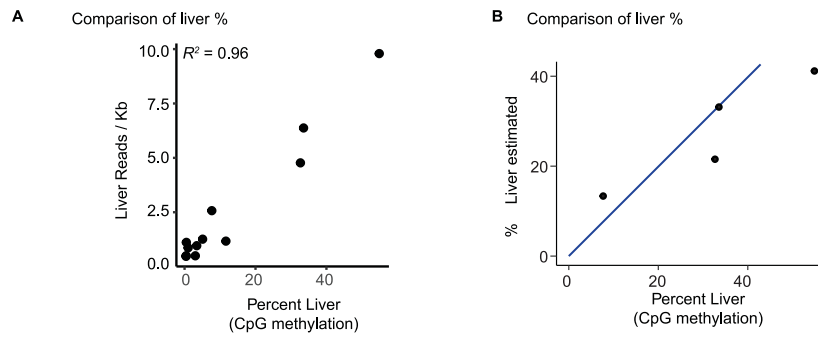 A
Comparison of liver %
R² = 0.96
Liver Reads / Kb
10.0
7.5
5.0
2.5
0.0
0
20
40
Percent Liver
(CpG methylation)
B
Comparison of liver %
% Liver estimated
40
20
0
0
20
40
Percent Liver
(CpG methylation)